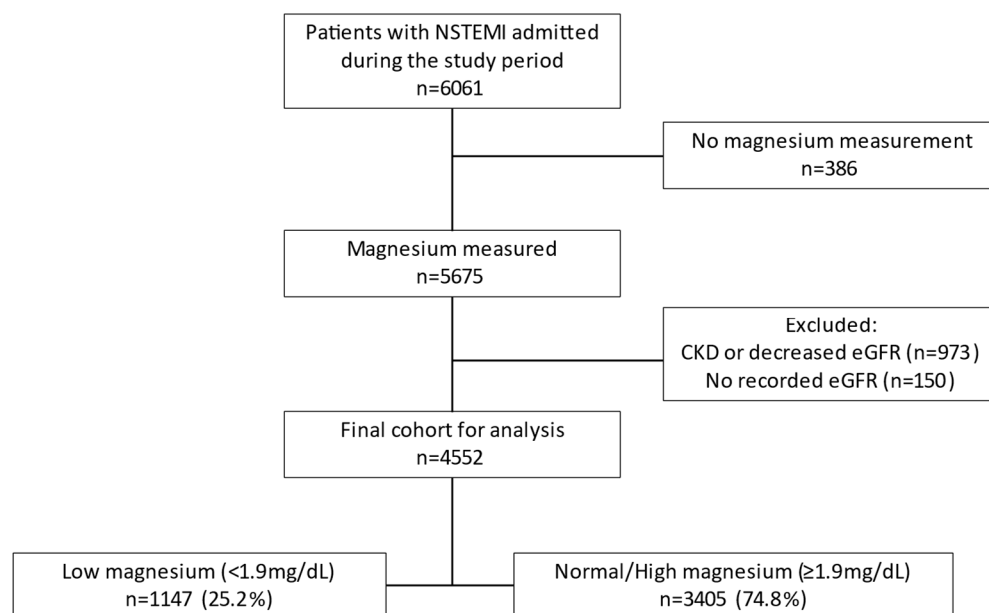 Patients with NSTEMI admitted
during the study period
n=6061
No magnesium measurement
n=386
Magnesium measured
n=5675
Excluded:
CKD or decreased eGFR (n=973)
No recorded eGFR (n=150)
Final cohort for analysis
n=4552
Low magnesium (<1.9mg/dL)
n=1147 (25.2%)
Normal/High magnesium (≥1.9mg/dL)
n=3405 (74.8%)